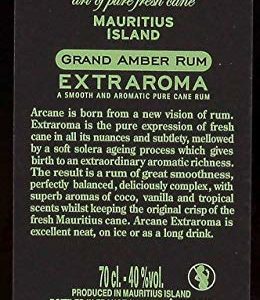 art of pure fresh cane
MAURITIUS
ISLAND
GRAND AMBER RUM
EXTRAROMA
A SMOOTH AND AROMATIC PURE CANE RUM
Arcane is born from a new vision of rum.
Extraroma is the pure expression of fresh
cane in all its nuances and subtlety, mellowed
by a soft solera ageing process which gives
birth to an extraordinary aromatic richness.
The result is a rum of great smoothness,
perfectly balanced, deliciously complex, with
superb aromas of coco, vanilla and tropical
scents whilst keeping the original crisp of the
fresh Mauritius cane. Arcane Extraroma is
excellent neat, on ice or as a long drink.
70 cl. - 40 %vol.
PRODUCED IN MAURITIUS ISLAND